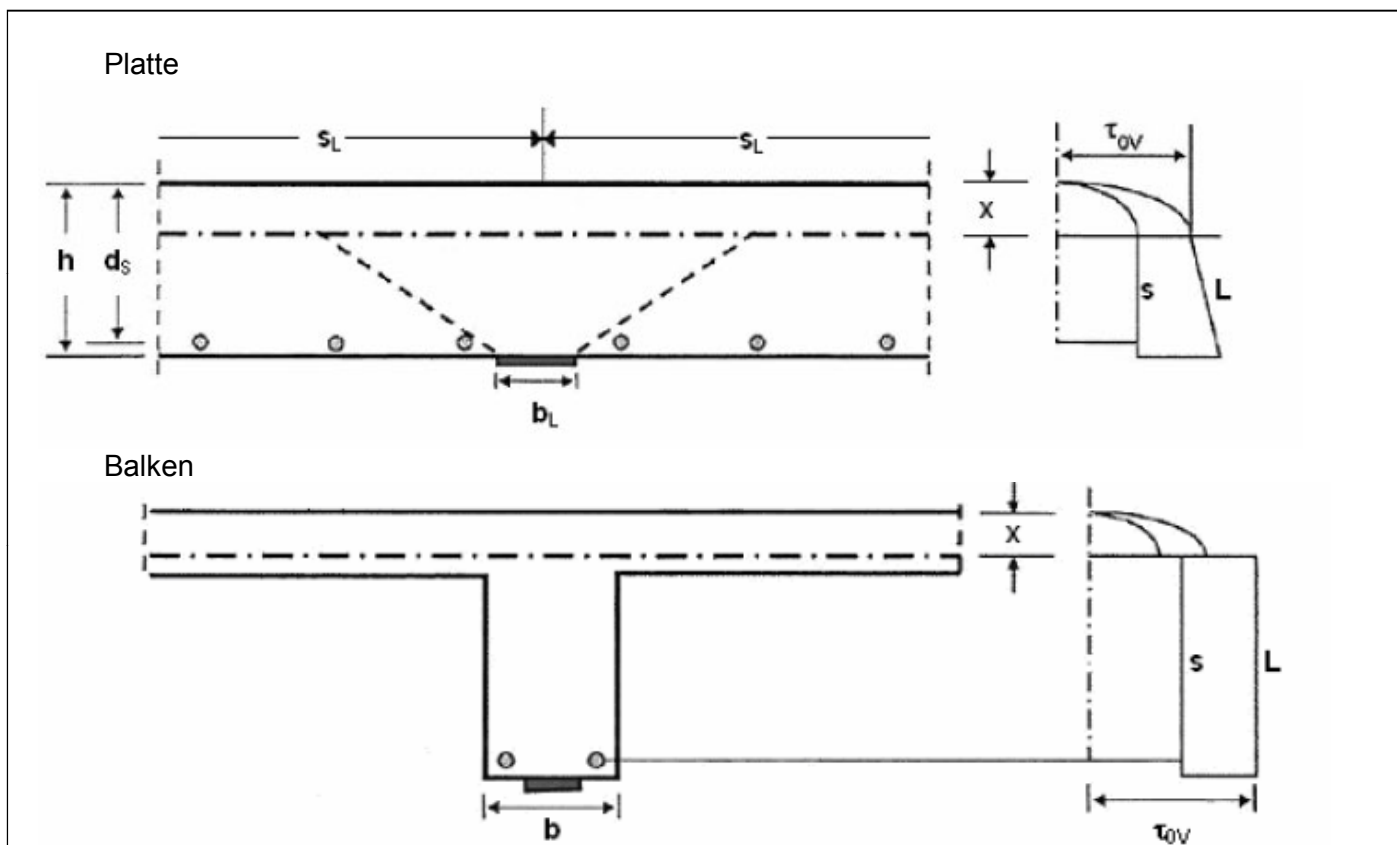 Platte
s_L s_L τ_0V
x
h d_S
s L
b_L
Balken
x
s L
b τ_0V